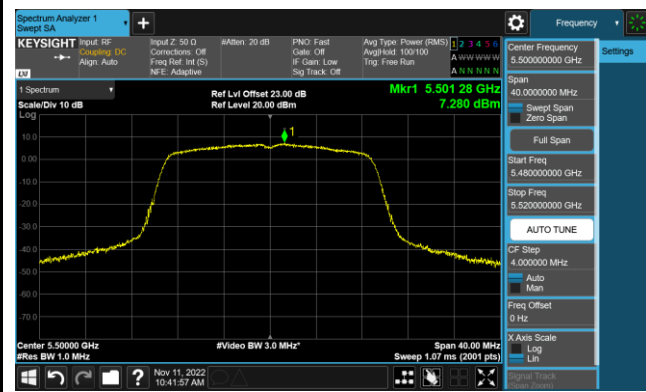 Spectrum Analyzer 1
Swept SA
+
Frequency
KEYSIGHT
Input: RF
Coupling: DC
Align: Auto
Input Z: 50 Ω
Corrections: Off
Freq Ref: Int (S)
NFE: Adaptive
#Atten: 20 dB
PNO: Fast
Gate: Off
IF Gain: Low
Sig Track: Off
Avg Type: Power (RMS)
Avg|Hold: 100/100
Trig: Free Run
1 2 3 4 5 6
A W W W W W
A N N N N N
LXI
1 Spectrum
Scale/Div 10 dB
Log
Ref Lvl Offset 23.00 dB
Ref Level 20.00 dBm
Mkr1 5.501 28 GHz
7.280 dBm
1
10.0
0.00
-10.0
-20.0
-30.0
-40.0
-50.0
-60.0
-70.0
Center 5.50000 GHz
#Res BW 1.0 MHz
#Video BW 3.0 MHz*
Span 40.00 MHz
Sweep 1.07 ms (2001 pts)
?
Nov 11, 2022
10:41:57 AM
Center Frequency
5.500000000 GHz
Settings
Span
40.0000000 MHz
Swept Span
Zero Span
Full Span
Start Freq
5.480000000 GHz
Stop Freq
5.520000000 GHz
AUTO TUNE
CF Step
4.000000 MHz
Auto
Man
Freq Offset
0 Hz
X Axis Scale
Log
Lin
Signal Track
(Span Zoom)